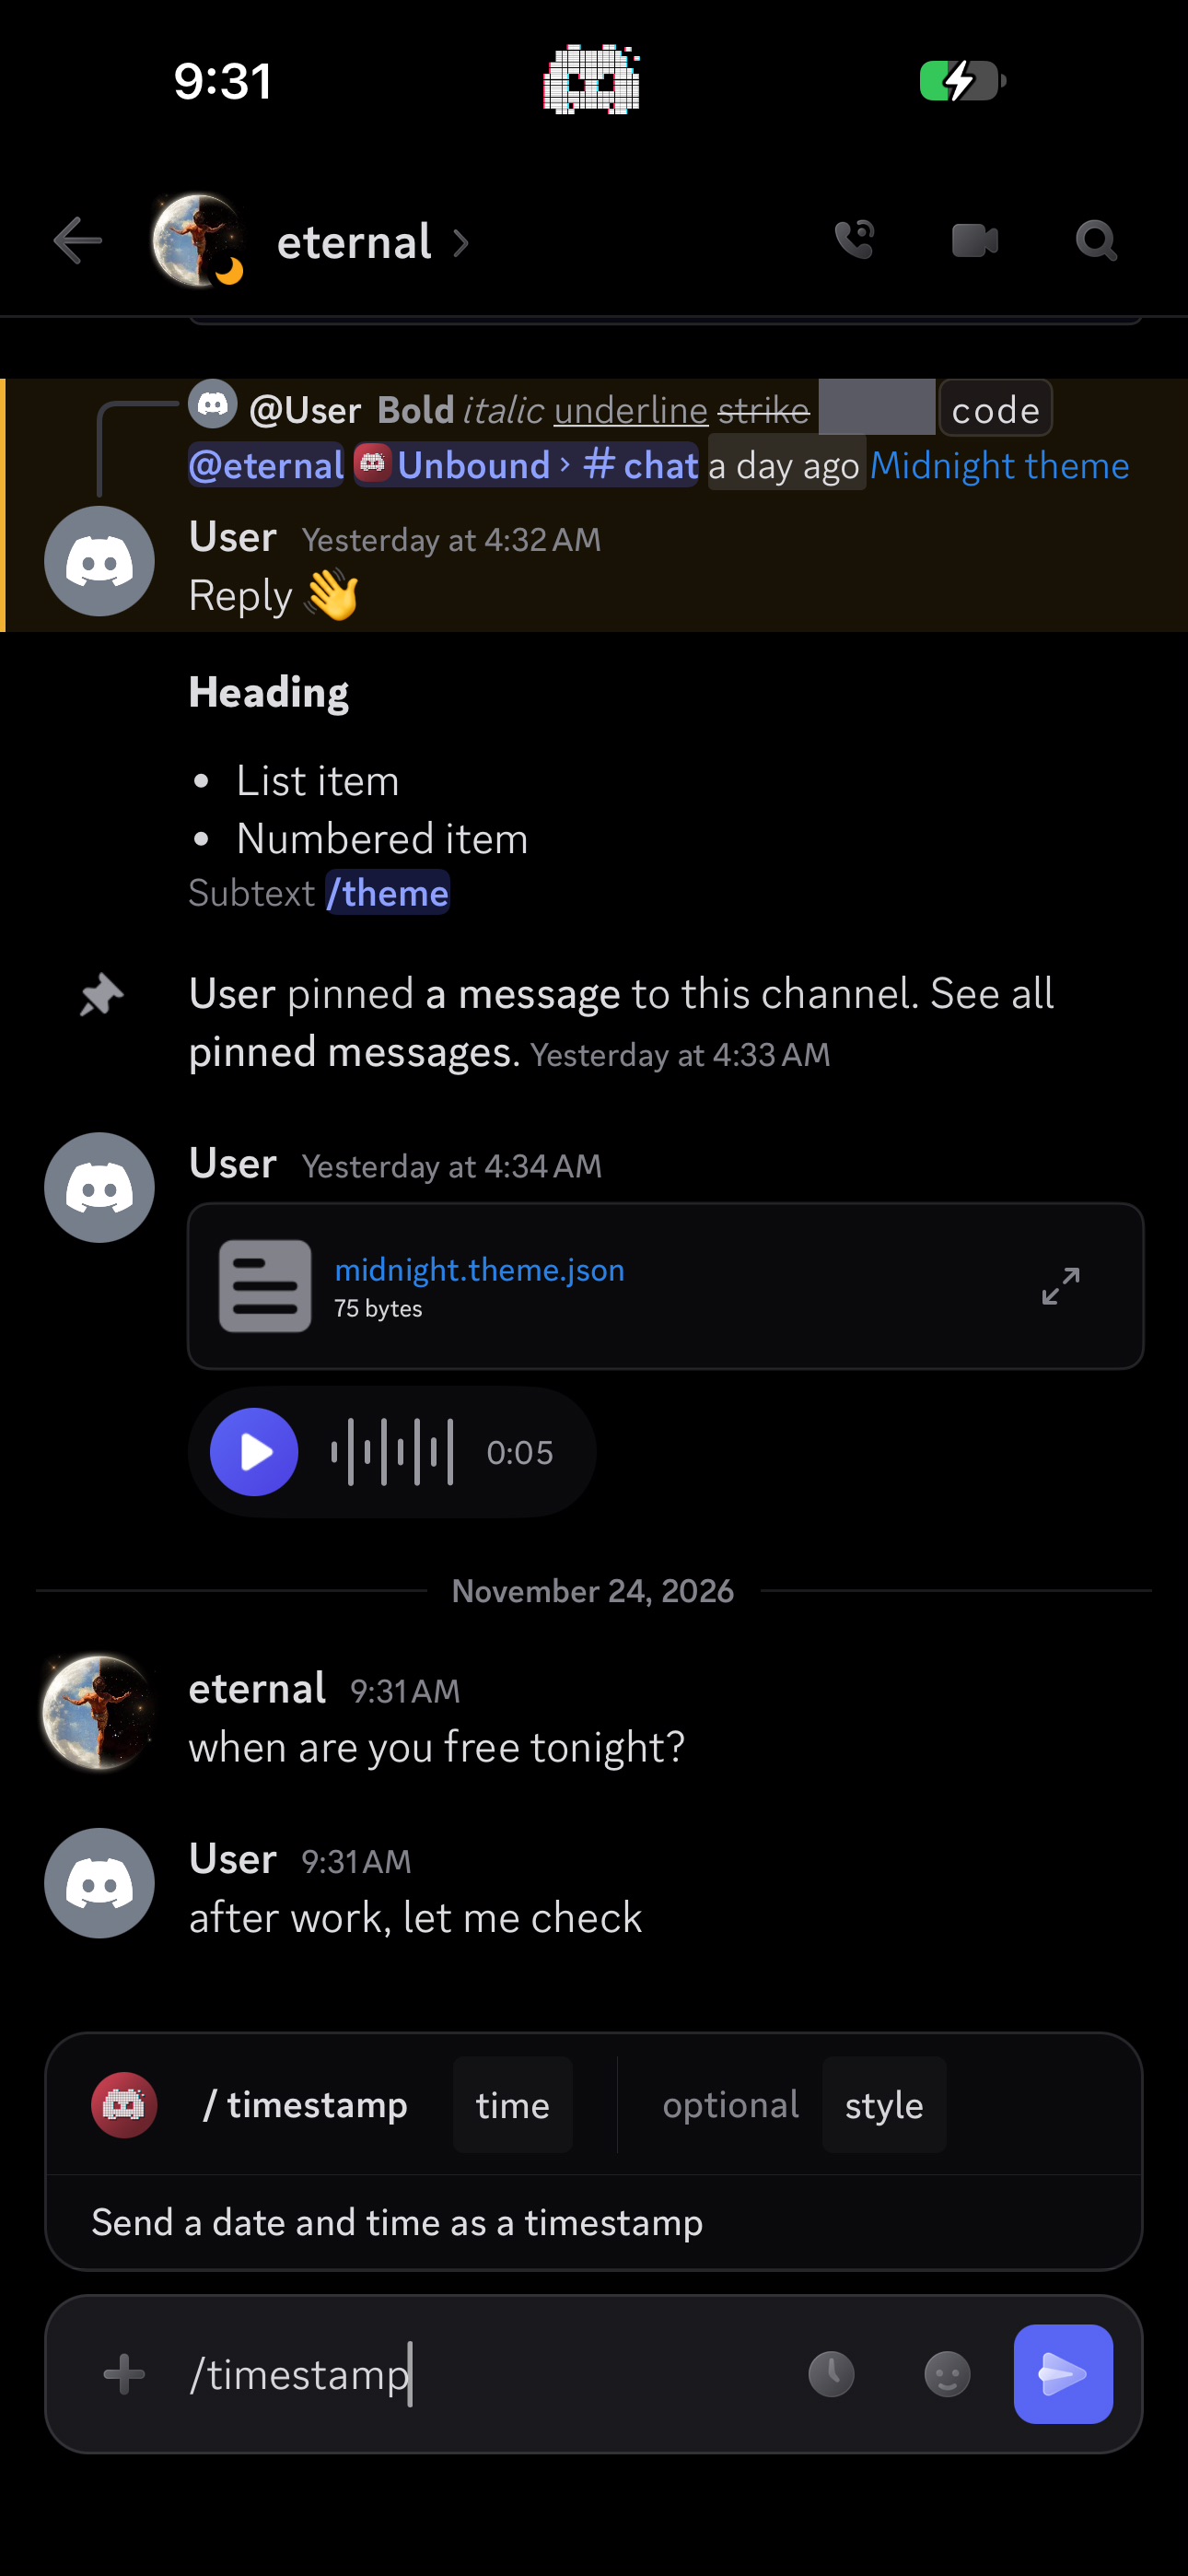 9:31
eternal
@User Bold italic underline strike code
@eternal Unbound › # chat a day ago Midnight theme
User Yesterday at 4:32 AM
Reply 👋
Heading
• List item
• Numbered item
Subtext /theme
User pinned a message to this channel. See all
pinned messages. Yesterday at 4:33 AM
User Yesterday at 4:34 AM
midnight.theme.json
75 bytes
0:05
November 24, 2026
eternal 9:31 AM
when are you free tonight?
User 9:31 AM
after work, let me check
/ timestamp time optional style
Send a date and time as a timestamp
/timestamp